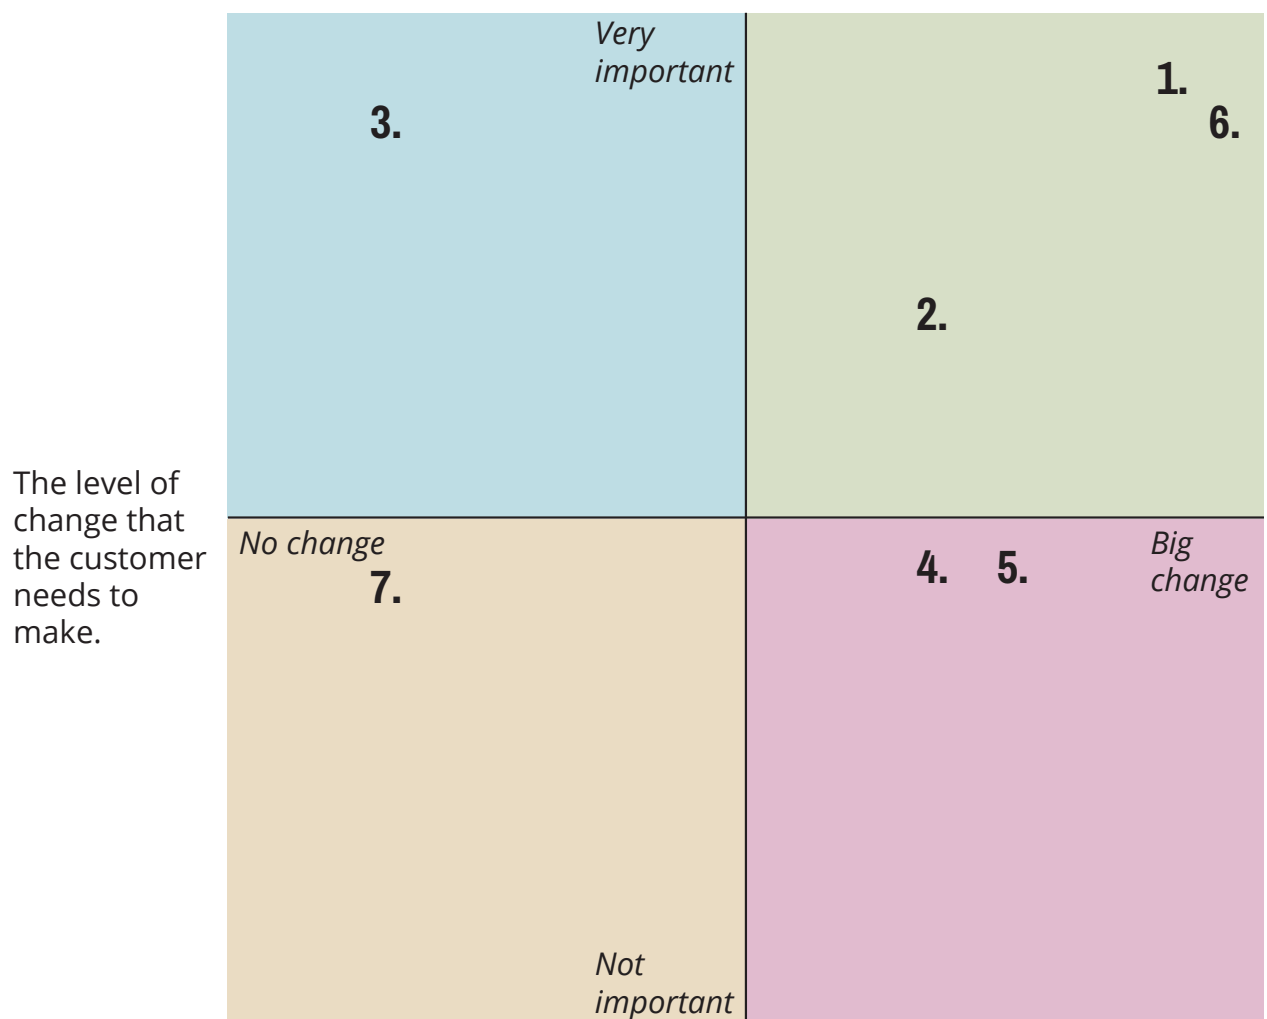 Very
important
1.
3.
6.
2.
The level of
change that
the customer
needs to
make.
No change
7.
4.
5.
Big
change
Not
important